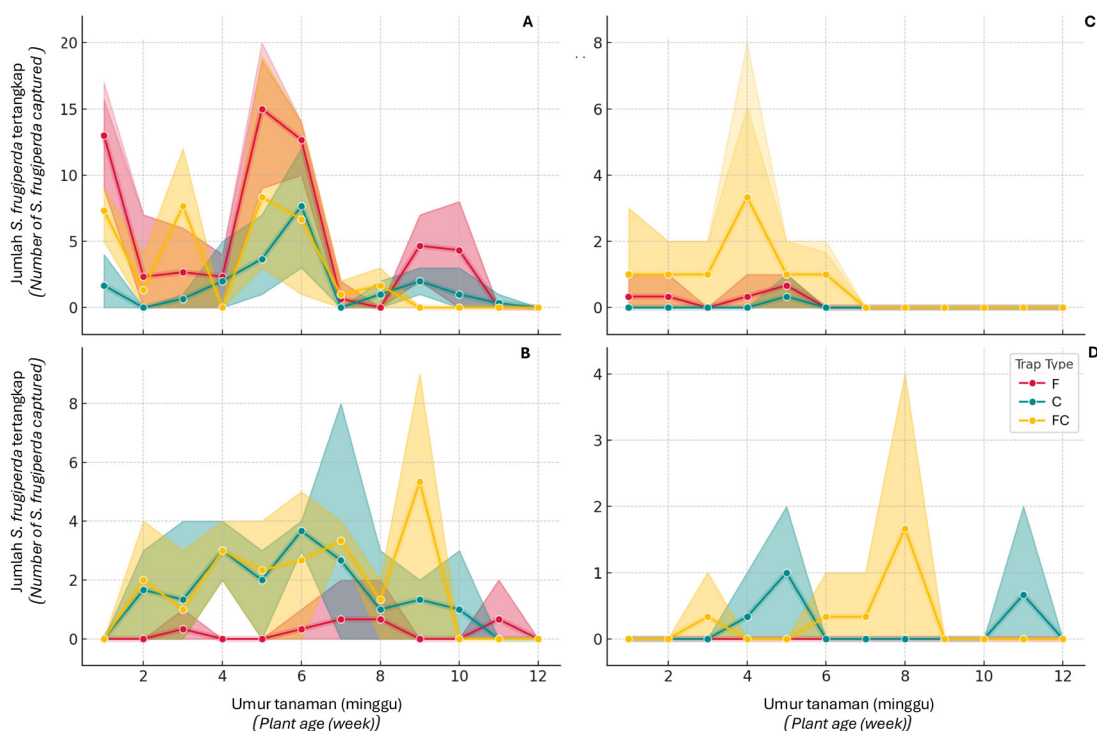 A
20
15
10
5
0
Jumlah S. frugiperda tertangkap
(Number of S. frugiperda captured )
C
8
6
4
2
0
B
8
6
4
2
0
2 4 6 8 10 12
Jumlah S. frugiperda tertangkap
(Number of S. frugiperda captured)
Umur tanaman (minggu)
(Plant age (week))
D
4
3
2
1
0
2 4 6 8 10 12
Trap Type
F
C
FC
Umur tanaman (minggu)
(Plant age (week))